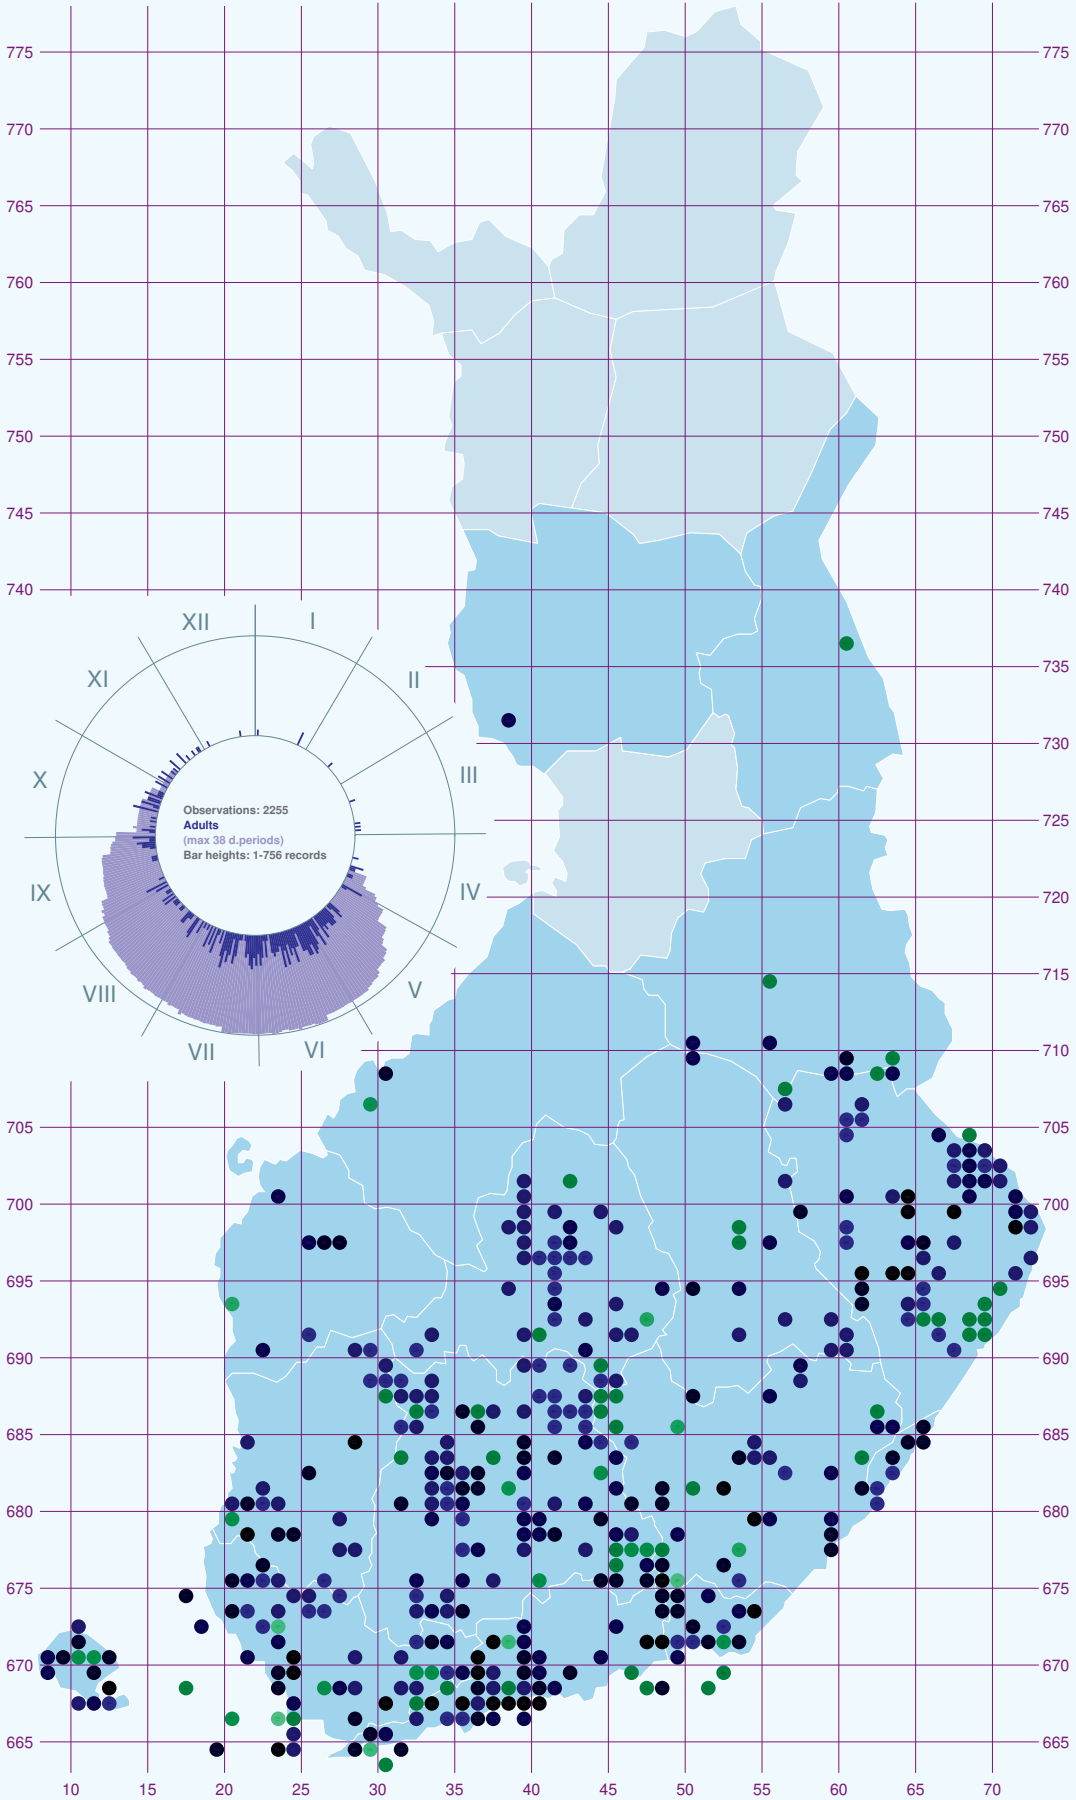 775 775
770 770
765 765
760 760
755 755
750 750
745 745
740 740
XII I
XI II
735 735
730 730
X III
Observations: 2255
Adults
(max 38 d.periods)
Bar heights: 1-756 records
725 725
IX IV
720 720
715 715
VIII V
VII VI
710 710
705 705
700 700
695 695
690 690
685 685
680 680
675 675
670 670
665 665
10 15 20 25 30 35 40 45 50 55 60 65 70